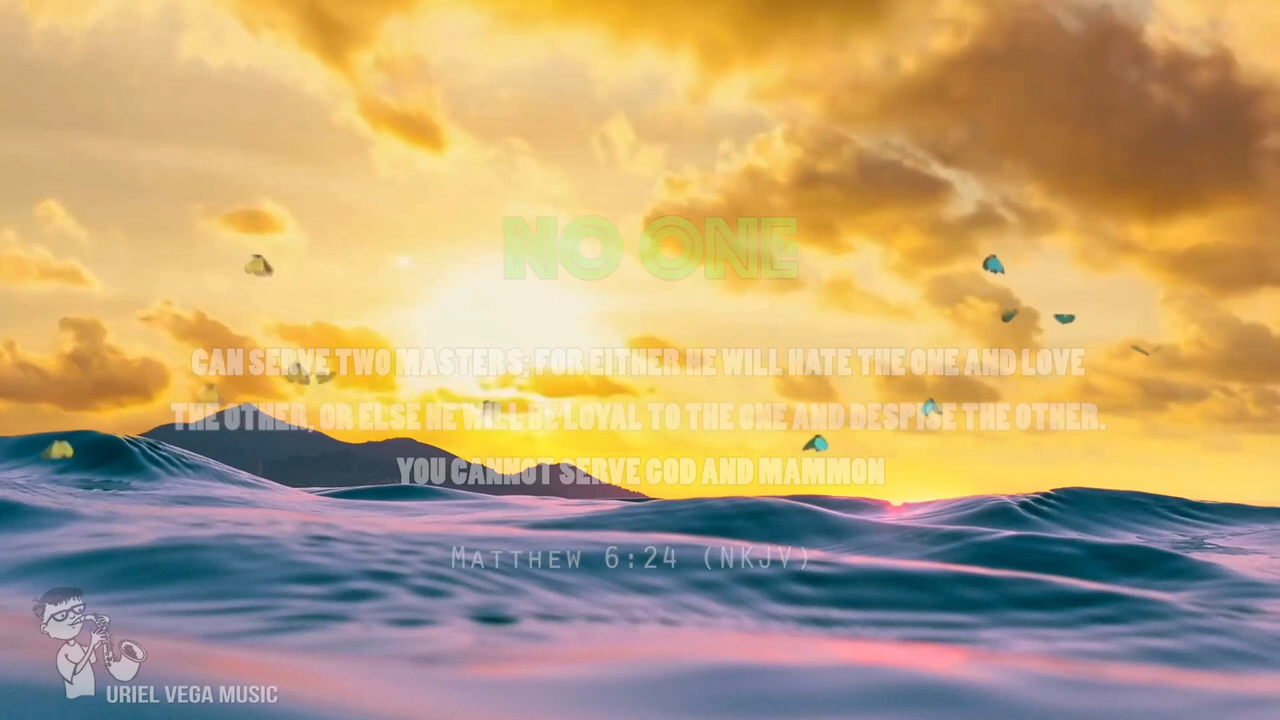 NO ONE
CAN SERVE TWO MASTERS; FOR EITHER HE WILL HATE THE ONE AND LOVE
THE OTHER, OR ELSE HE WILL BE LOYAL TO THE ONE AND DESPISE THE OTHER.
YOU CANNOT SERVE GOD AND MAMMON
MATTHEW 6:24 (NKJV)
URIEL VEGA MUSIC